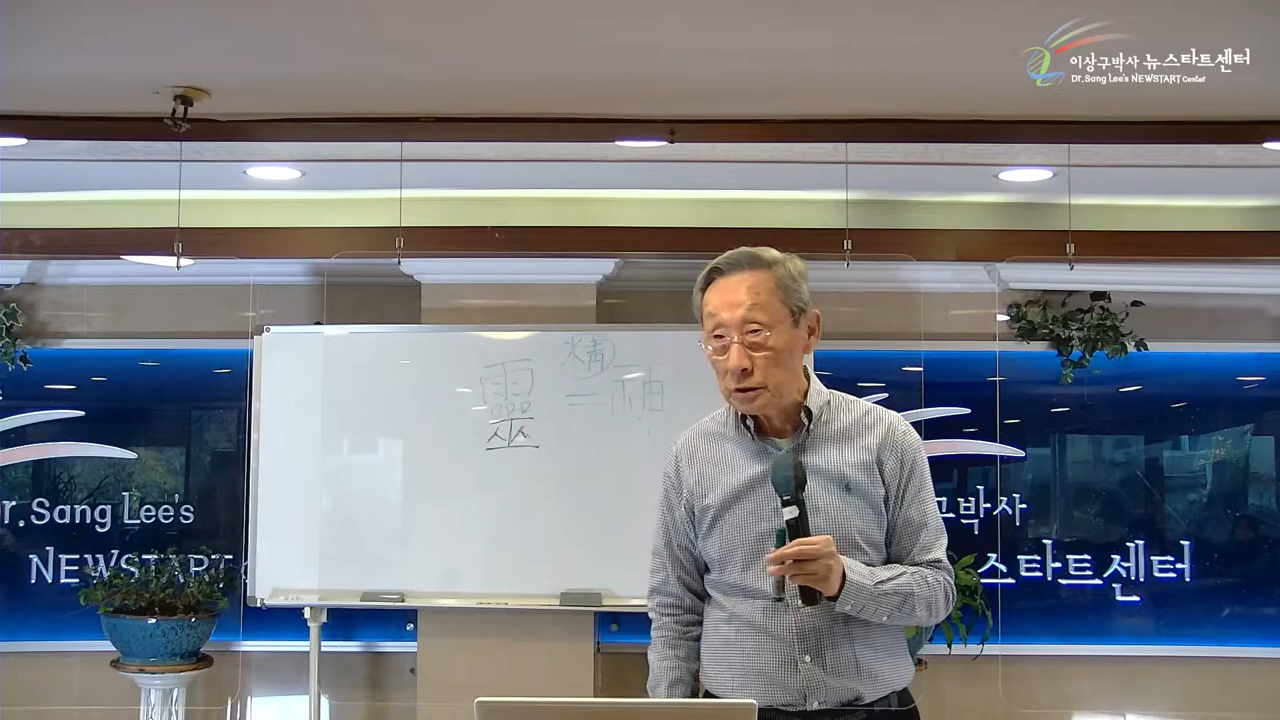 이상구박사 뉴스타트센터
Dr.Sang Lee's NEWSTART Center
靈 = 神
精
r.Sang Lee's
NEWSTART
구박사
스타트센터